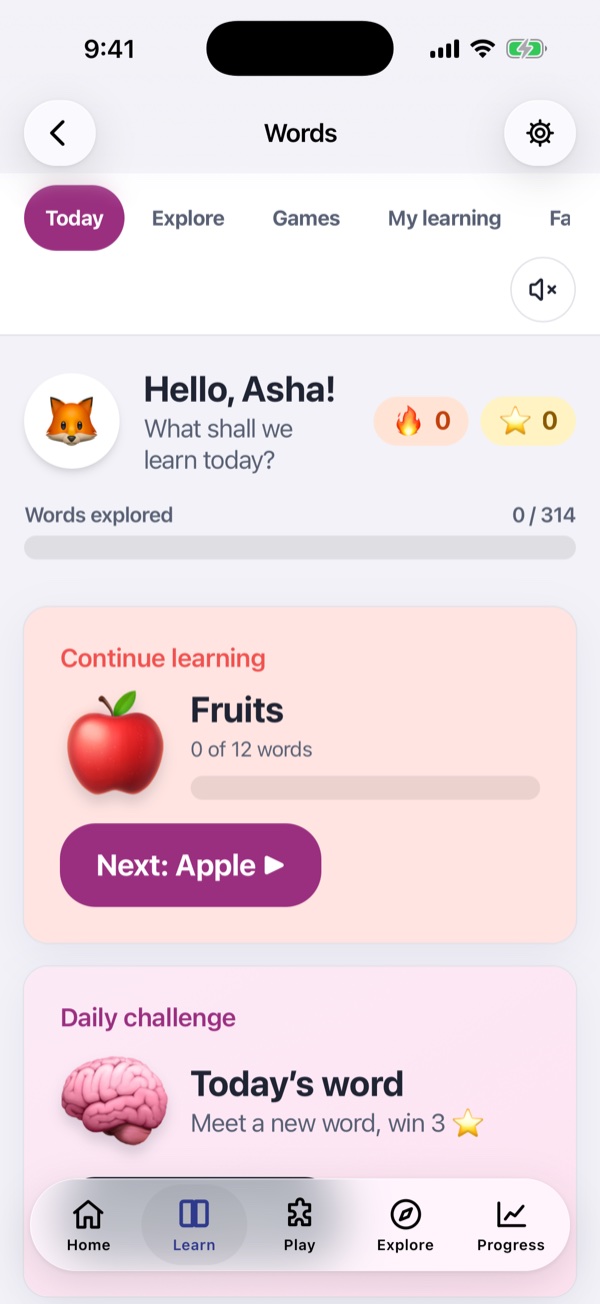 9:41
Words
Today
Explore
Games
My learning
Fa
Hello, Asha!
What shall we
learn today?
🔥 0
⭐ 0
Words explored
0 / 314
Continue learning
Fruits
0 of 12 words
Next: Apple ▶
Daily challenge
Today’s word
Meet a new word, win 3 ⭐
Home
Learn
Play
Explore
Progress